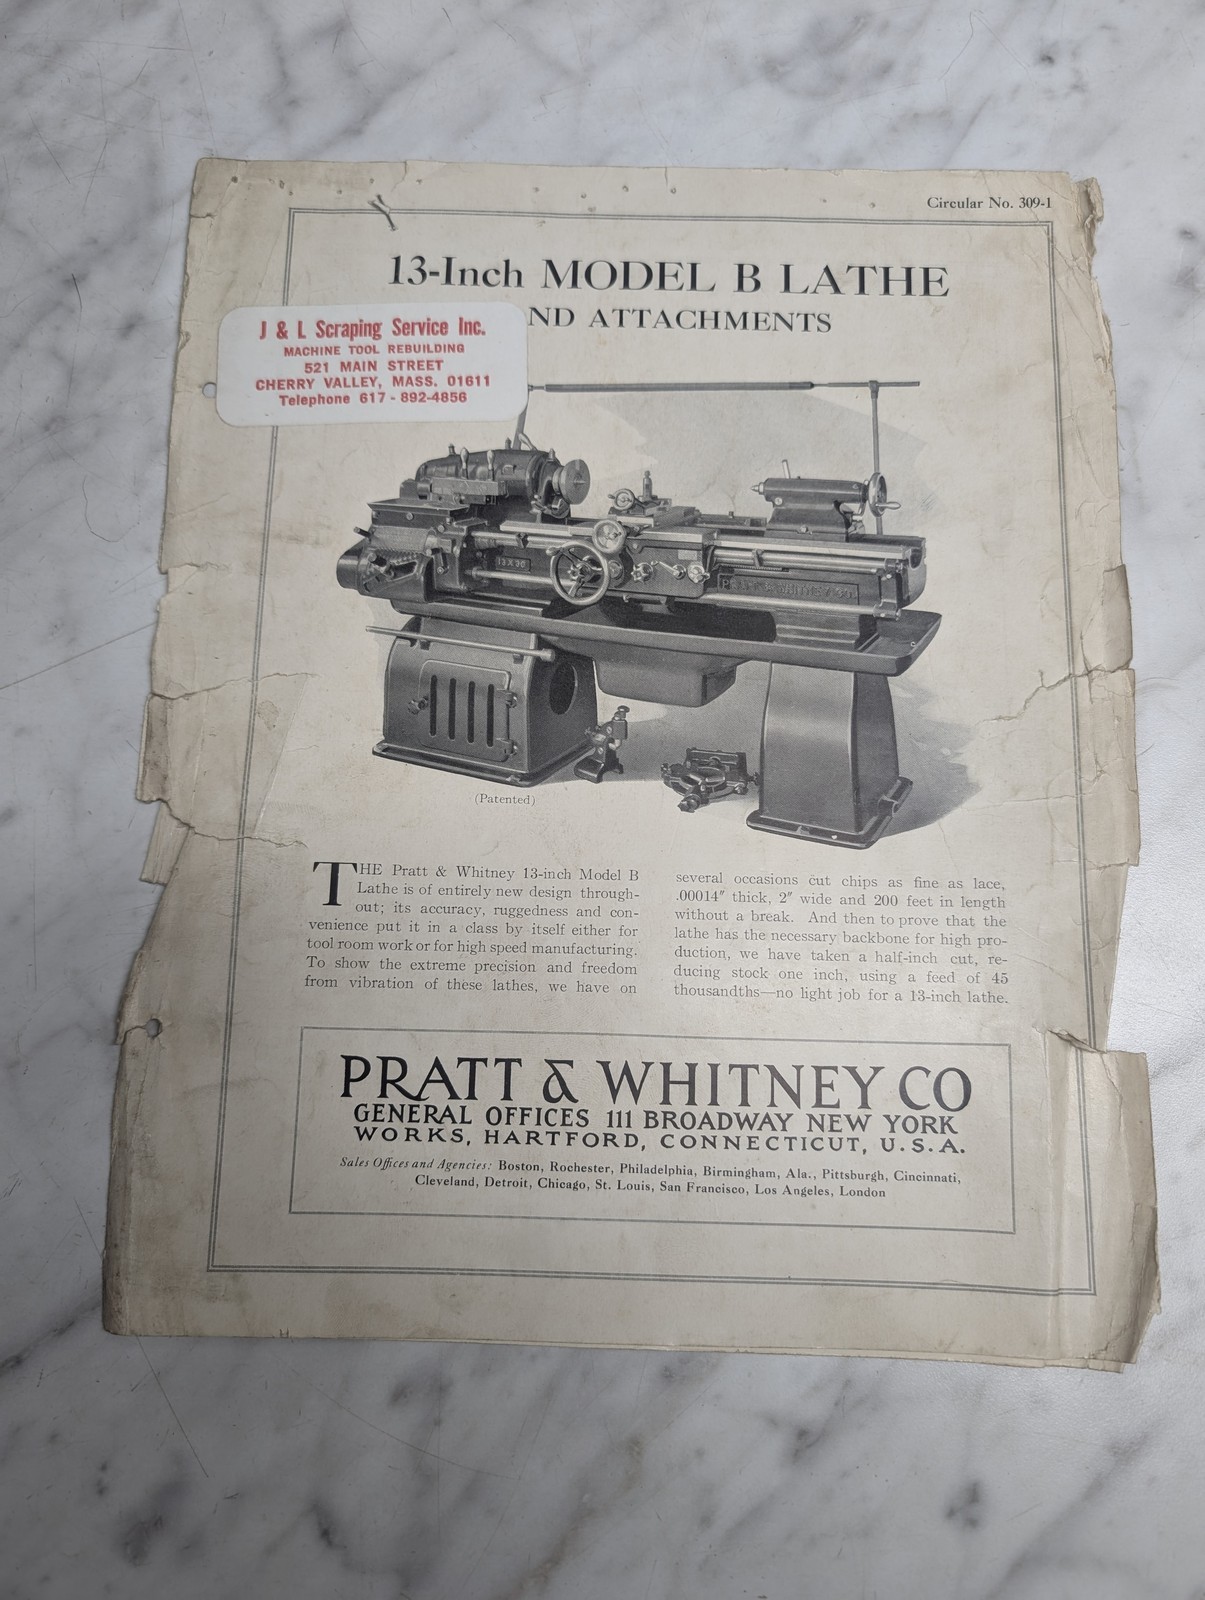 Circular No. 309-1
13-Inch MODEL B LATHE
ND ATTACHMENTS
J & L Scraping Service Inc.
MACHINE TOOL REBUILDING
521 MAIN STREET
CHERRY VALLEY, MASS. 01611
Telephone 617 - 892-4856
13 X 30
PRATT & WHITNEY CO.
(Patented)
THE Pratt & Whitney 13-inch Model B
Lathe is of entirely new design through-
out; its accuracy, ruggedness and con-
venience put it in a class by itself either for
tool room work or for high speed manufacturing.
To show the extreme precision and freedom
from vibration of these lathes, we have on
several occasions cut chips as fine as lace,
.00014″ thick, 2″ wide and 200 feet in length
without a break. And then to prove that the
lathe has the necessary backbone for high pro-
duction, we have taken a half-inch cut, re-
ducing stock one inch, using a feed of 45
thousandths—no light job for a 13-inch lathe.
PRATT & WHITNEY CO
GENERAL OFFICES 111 BROADWAY NEW YORK
WORKS, HARTFORD, CONNECTICUT, U.S.A.
Sales Offices and Agencies: Boston, Rochester, Philadelphia, Birmingham, Ala., Pittsburgh, Cincinnati,
Cleveland, Detroit, Chicago, St. Louis, San Francisco, Los Angeles, London